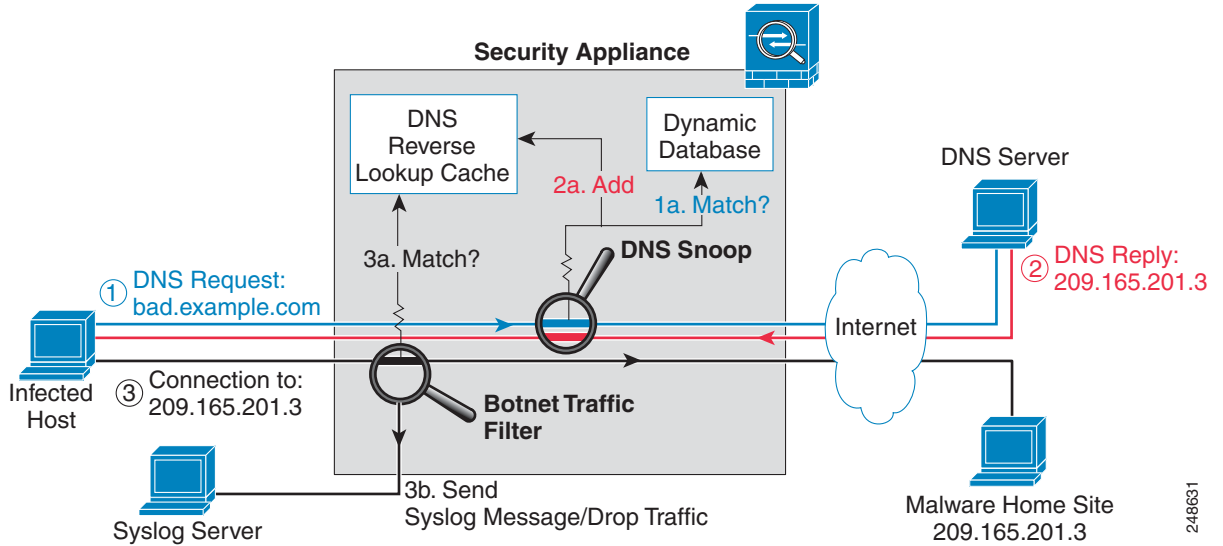 Security Appliance
DNS
Reverse
Lookup Cache
Dynamic
Database
DNS Server
2a. Add
1a. Match?
3a. Match?
DNS Snoop
1 DNS Request:
bad.example.com
2 DNS Reply:
209.165.201.3
Internet
Infected
Host
3 Connection to:
209.165.201.3
Botnet Traffic
Filter
3b. Send
Syslog Message/Drop Traffic
Syslog Server
Malware Home Site
209.165.201.3
248631